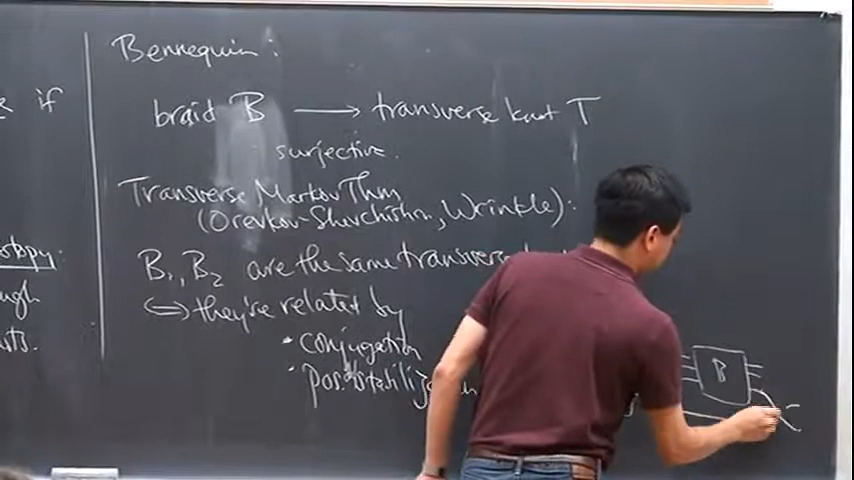 if
Bennequin:
braid B → transverse knot T
surjective.
Transverse Markov Thm
(Orevkov-Shevchishin, Wrinkle):
B₁, B₂ are the same transverse
⟺ they're related by
• conjugation
• pos.
B